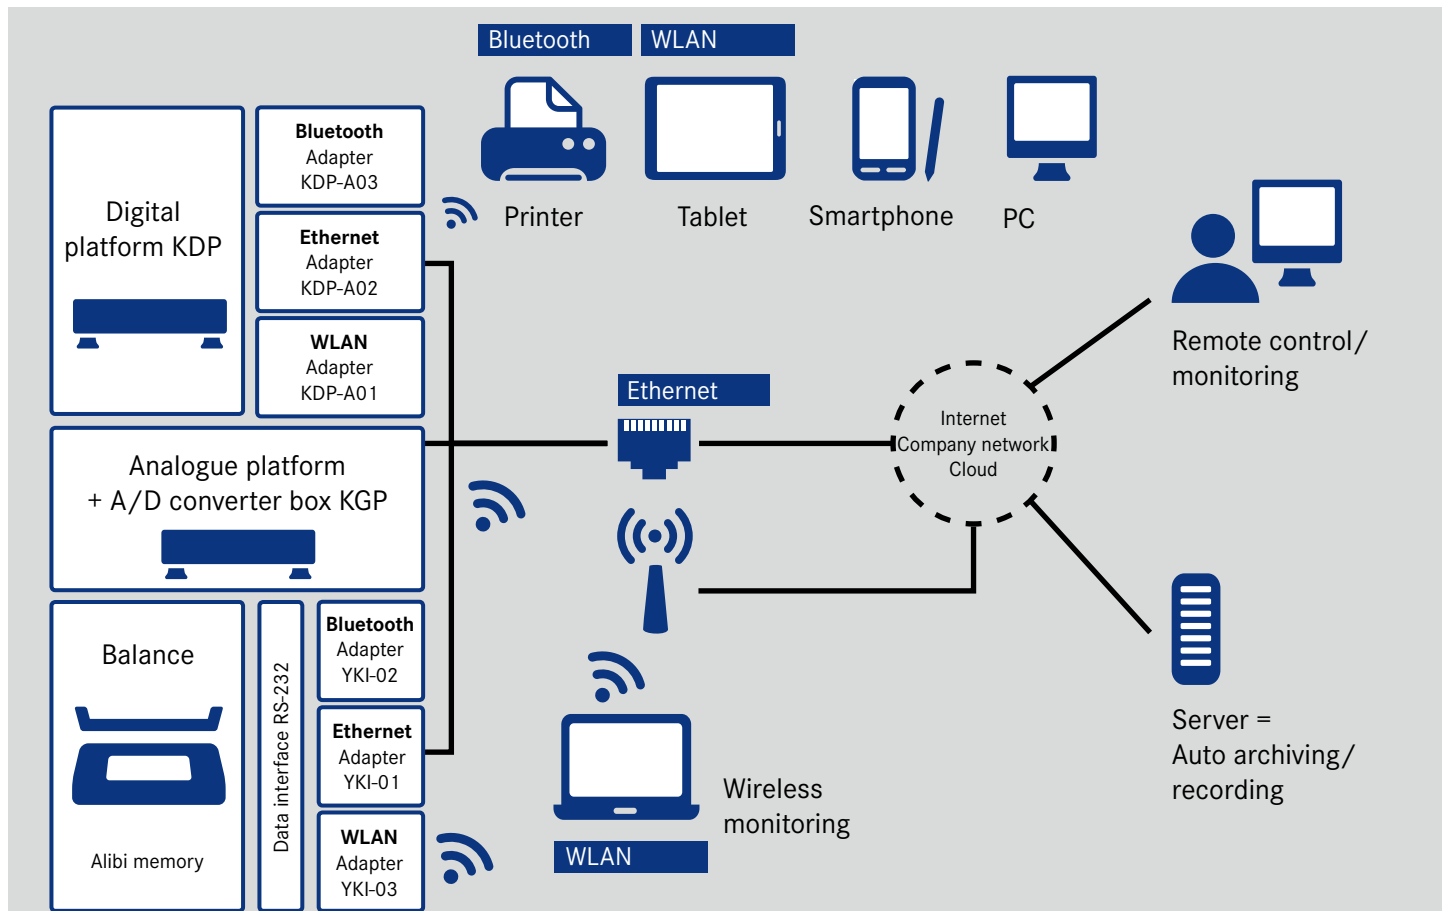 Bluetooth
WLAN
Printer
Tablet
Smartphone
PC
Digital
platform KDP
Bluetooth
Adapter
KDP-A03
Ethernet
Adapter
KDP-A02
WLAN
Adapter
KDP-A01
Analogue platform
+ A/D converter box KGP
Balance
Alibi memory
Data interface RS-232
Bluetooth
Adapter
YKI-02
Ethernet
Adapter
YKI-01
WLAN
Adapter
YKI-03
Ethernet
Wireless
monitoring
WLAN
Internet
Company network
Cloud
Remote control/
monitoring
Server =
Auto archiving/
recording